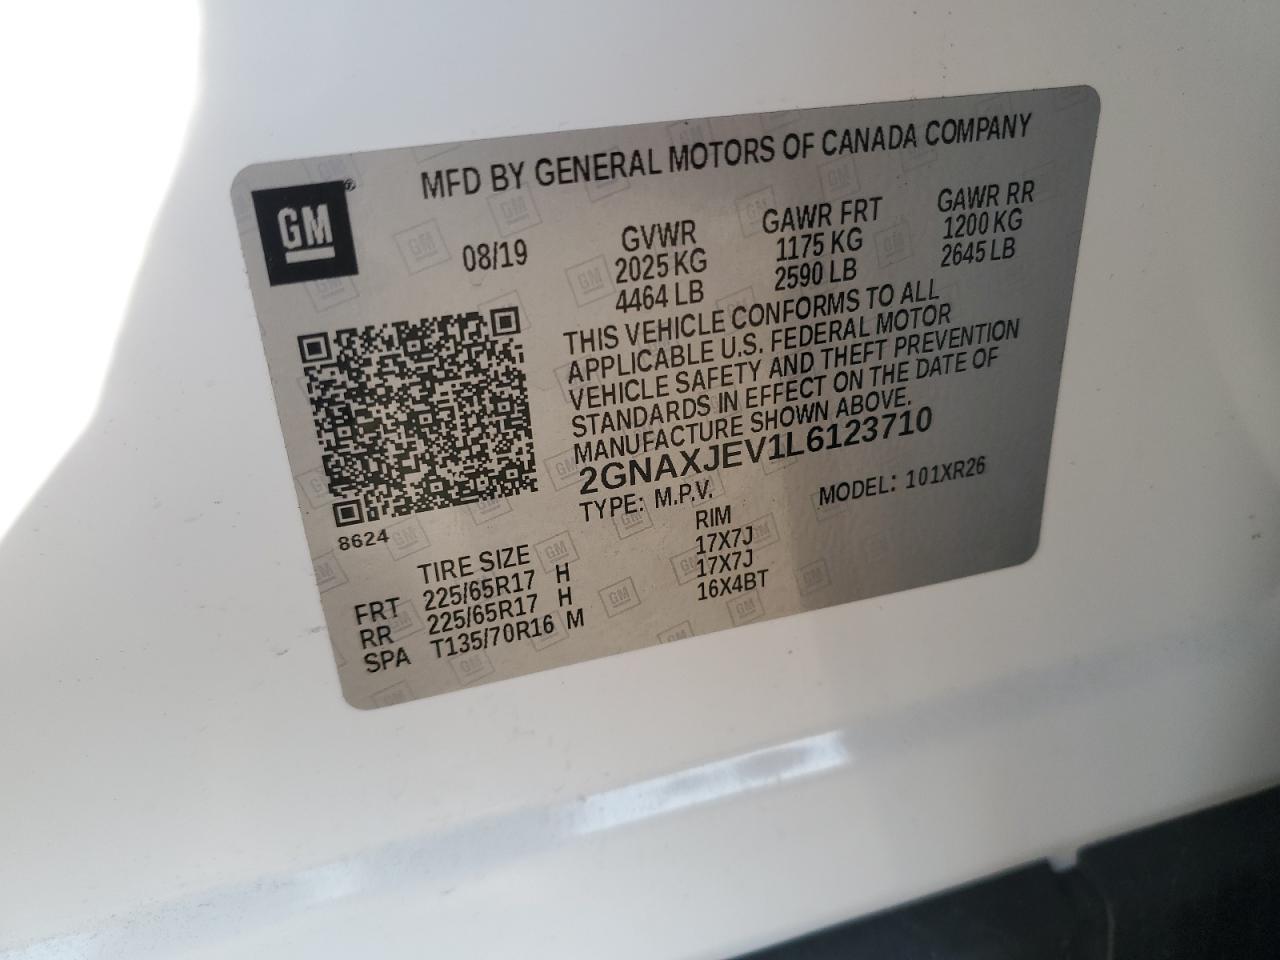 MFD BY GENERAL MOTORS OF CANADA COMPANY
GM®
08/19
GVWR
2025 KG
4464 LB
GAWR FRT
1175 KG
2590 LB
GAWR RR
1200 KG
2645 LB
THIS VEHICLE CONFORMS TO ALL
APPLICABLE U.S. FEDERAL MOTOR
VEHICLE SAFETY AND THEFT PREVENTION
STANDARDS IN EFFECT ON THE DATE OF
MANUFACTURE SHOWN ABOVE.
2GNAXJEV1L6123710
TYPE: M.P.V. MODEL: 101XR26
8624
TIRE SIZE RIM
FRT 225/65R17 H 17X7J
RR 225/65R17 H 17X7J
SPA T135/70R16 M 16X4BT